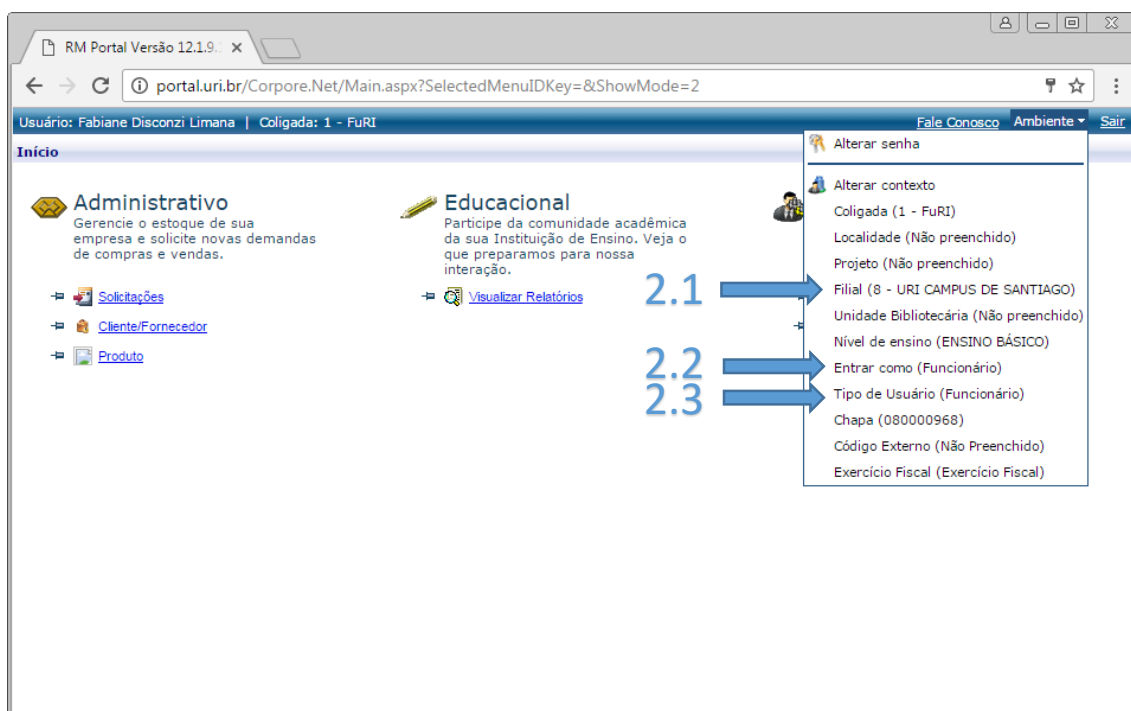 RM Portal Versão 12.1.9.
portal.uri.br/Corpore.Net/Main.aspx?SelectedMenuIDKey=&ShowMode=2
Usuário: Fabiane Disconzi Limana | Coligada: 1 - FuRI
Fale Conosco Ambiente Sair
Início
Administrativo
Gerencie o estoque de sua
empresa e solicite novas demandas
de compras e vendas.
Solicitações
Cliente/Fornecedor
Produto
Educacional
Participe da comunidade acadêmica
da sua Instituição de Ensino. Veja o
que preparamos para nossa
interação.
Visualizar Relatórios
Alterar senha
Alterar contexto
Coligada (1 - FuRI)
Localidade (Não preenchido)
Projeto (Não preenchido)
2.1 Filial (8 - URI CAMPUS DE SANTIAGO)
Unidade Bibliotecária (Não preenchido)
Nível de ensino (ENSINO BÁSICO)
2.2 Entrar como (Funcionário)
2.3 Tipo de Usuário (Funcionário)
Chapa (080000968)
Código Externo (Não Preenchido)
Exercício Fiscal (Exercício Fiscal)